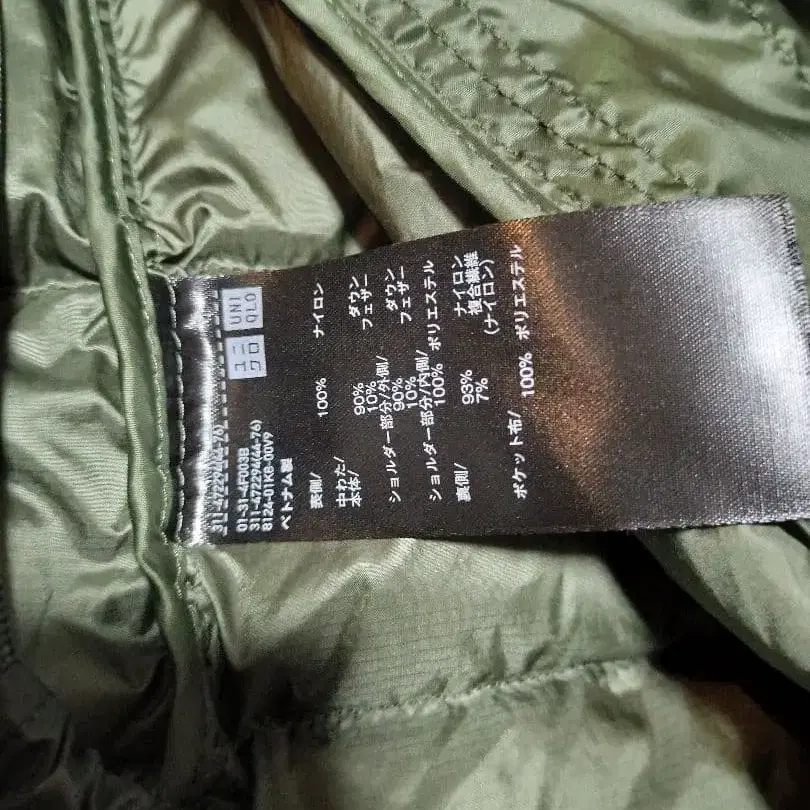 ユニ
クロ
UNI
QLO
311-472294(44-76)
01-31-4F003B
311-472294(44-76)
8124-01K8-00V9
ベトナム製
表側/ 100% ナイロン
中わた/
本体/ 90% ダウン
10% フェザー
ショルダー部分/外側/ 90% ダウン
10% フェザー
ショルダー部分/内側/ 100% ポリエステル
裏側/ 93% ナイロン
7% 複合繊維
(ナイロン)
ポケット布/ 100% ポリエステル